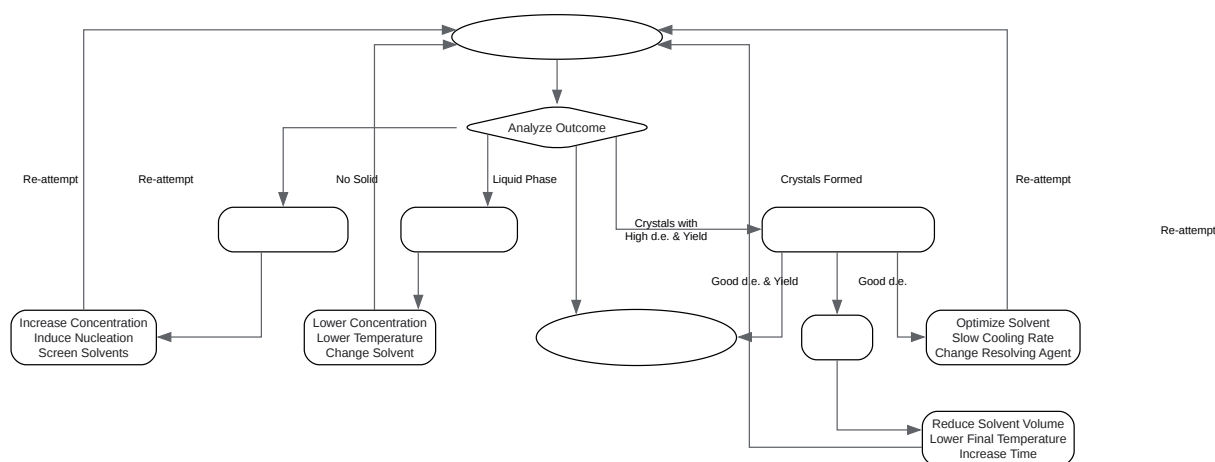 Analyze Outcome
Re-attempt
Re-attempt
No Solid
Liquid Phase
Crystals Formed
Re-attempt
Crystals with
High d.e. & Yield
Re-attempt
Good d.e. & Yield
Good d.e.
Increase Concentration
Induce Nucleation
Screen Solvents
Lower Concentration
Lower Temperature
Change Solvent
Optimize Solvent
Slow Cooling Rate
Change Resolving Agent
Reduce Solvent Volume
Lower Final Temperature
Increase Time